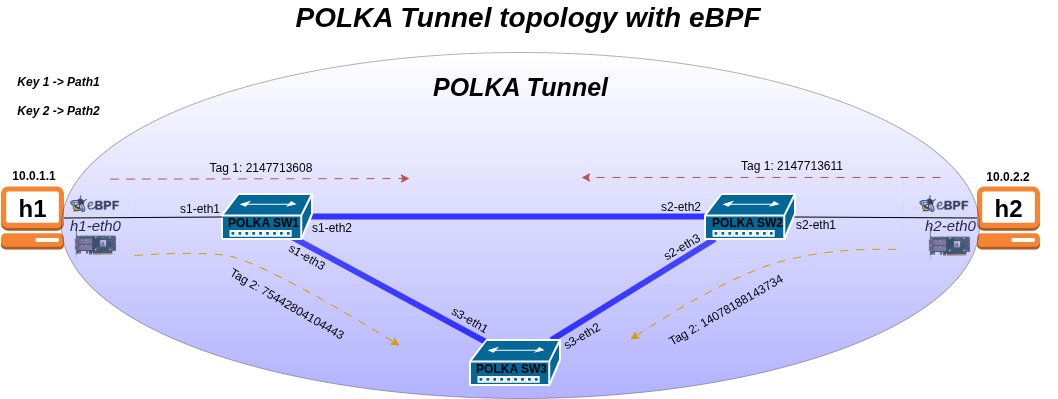 POLKA Tunnel topology with eBPF
POLKA Tunnel
Key 1 -> Path1
Key 2 -> Path2
Tag 1: 2147713608
Tag 1: 2147713611
10.0.1.1
10.0.2.2
h1
eBPF
h1-eth0
s1-eth1
POLKA SW1
s1-eth2
s1-eth3
s2-eth2
POLKA SW2
s2-eth1
s2-eth3
eBPF
h2-eth0
h2
Tag 2: 75442804104443
Tag 2: 14078188143734
s3-eth1
s3-eth2
POLKA SW3